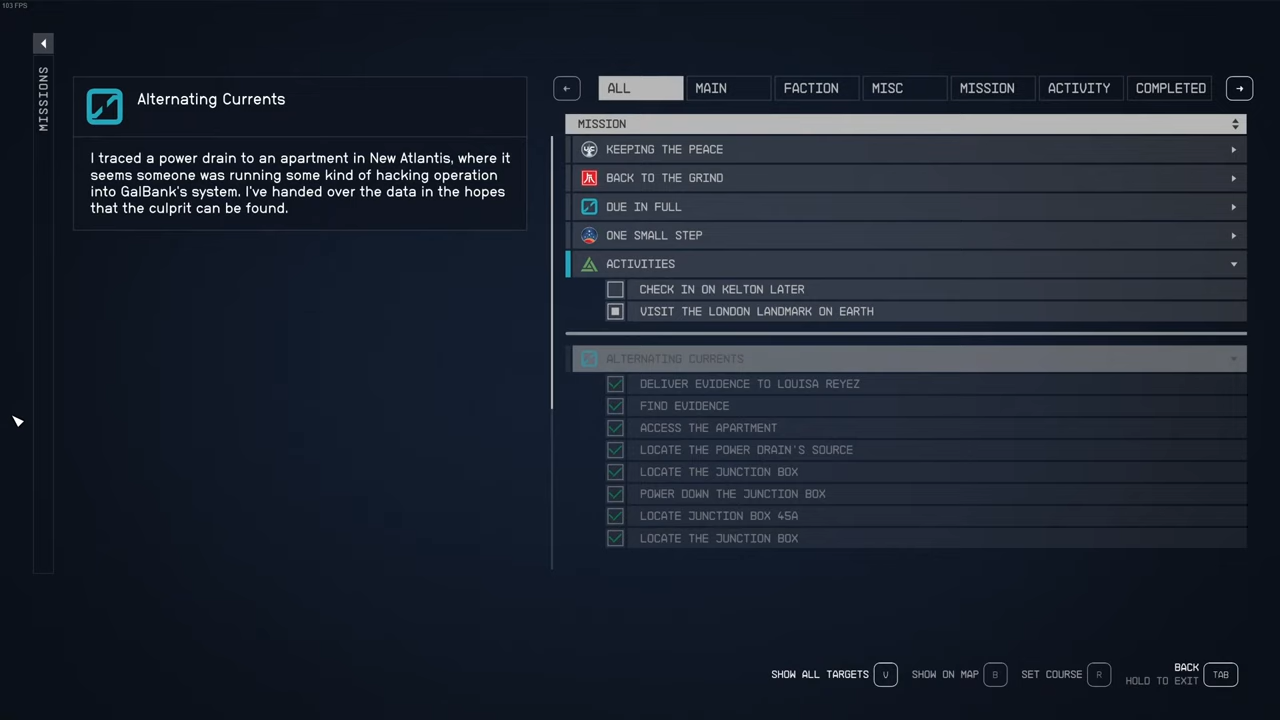 103 FPS
MISSIONS
Alternating Currents
I traced a power drain to an apartment in New Atlantis, where it
seems someone was running some kind of hacking operation
into GalBank's system. I've handed over the data in the hopes
that the culprit can be found.
ALL MAIN FACTION MISC MISSION ACTIVITY COMPLETED
MISSION
KEEPING THE PEACE
BACK TO THE GRIND
DUE IN FULL
ONE SMALL STEP
ACTIVITIES
CHECK IN ON KELTON LATER
VISIT THE LONDON LANDMARK ON EARTH
ALTERNATING CURRENTS
DELIVER EVIDENCE TO LOUISA REYEZ
FIND EVIDENCE
ACCESS THE APARTMENT
LOCATE THE POWER DRAIN'S SOURCE
LOCATE THE JUNCTION BOX
POWER DOWN THE JUNCTION BOX
LOCATE JUNCTION BOX 45A
LOCATE THE JUNCTION BOX
SHOW ALL TARGETS V SHOW ON MAP B SET COURSE R BACK TAB
HOLD TO EXIT